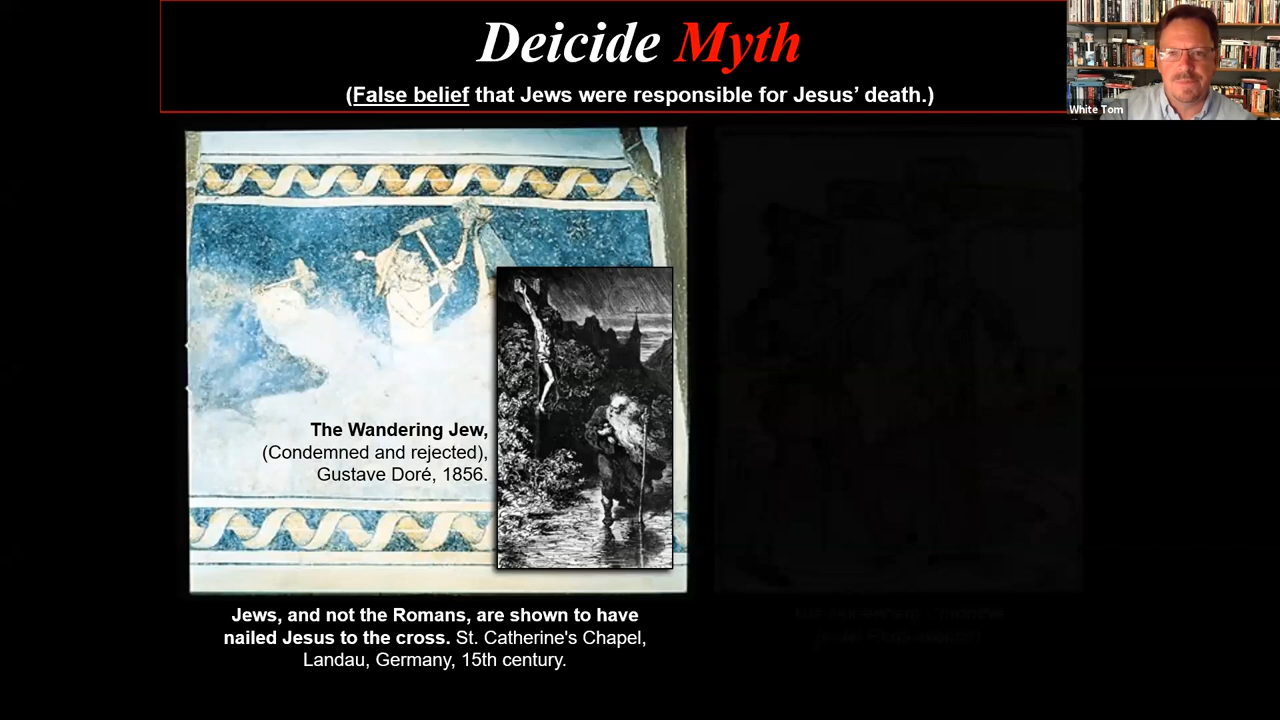 Deicide Myth
(False belief that Jews were responsible for Jesus’ death.)
White Tom
The Wandering Jew,
(Condemned and rejected),
Gustave Doré, 1856.
Jews, and not the Romans, are shown to have
nailed Jesus to the cross. St. Catherine's Chapel,
Landau, Germany, 15th century.